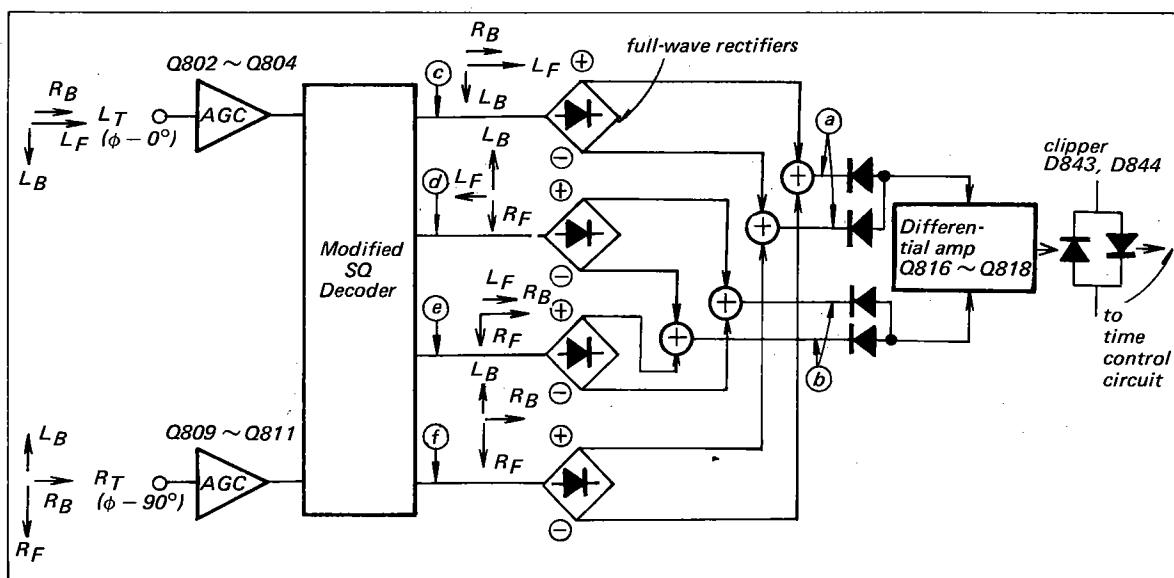 Q802 ~ Q804
R_B
L_T
(φ - 0°)
L_F
L_B
AGC
Modified
SQ
Decoder
c
R_B
L_F
L_B
full-wave rectifiers
+
-
d
L_B
L_F
R_F
+
-
e
L_F
R_B
R_F
+
-
f
L_B
R_B
R_F
+
-
Q809 ~ Q811
L_B
R_T
(φ - 90°)
R_B
R_F
AGC
+
+
+
+
a
b
Differen-
tial amp
Q816 ~ Q818
clipper
D843, D844
to
time
control
circuit